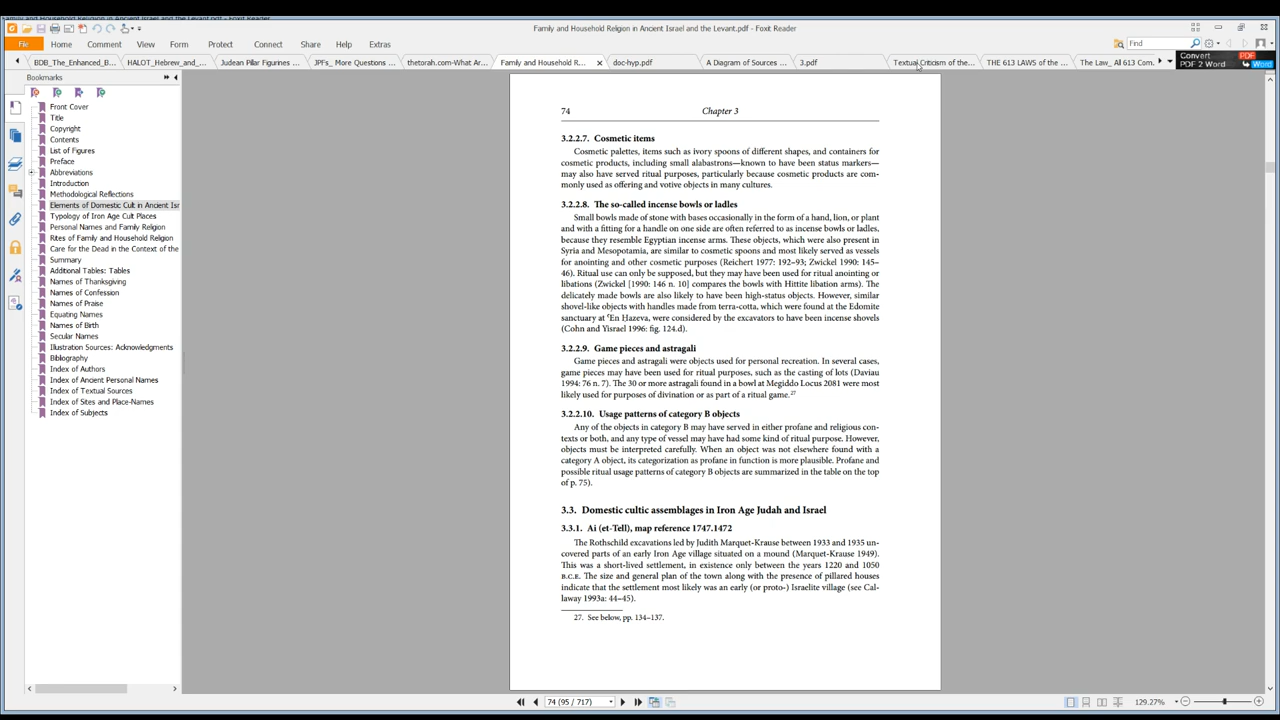 Family and Household Religion in Ancient Israel and the Levant.pdf - Foxit Reader
Family and Household Religion in Ancient Israel and the Levant.pdf - Foxit Reader
File Home Comment View Form Protect Connect Share Help Extras
Find
Convert PDF
PDF 2 Word Word
BDB_The_Enhanced_B... HALOT_Hebrew_and_... Judean Pillar Figurines ... JPFs_ More Questions ... thetorah.com-What Ar... Family and Household R... doc-hyp.pdf A Diagram of Sources ... 3.pdf Textual Criticism of the... THE 613 LAWS of the ... The Law_ All 613 Com...
Bookmarks
Front Cover
Title
Copyright
Contents
List of Figures
Preface
Abbreviations
Introduction
Methodological Reflections
Elements of Domestic Cult in Ancient Isr
Typology of Iron Age Cult Places
Personal Names and Family Religion
Rites of Family and Household Religion
Care for the Dead in the Context of the
Summary
Additional Tables: Tables
Names of Thanksgiving
Names of Confession
Names of Praise
Equating Names
Names of Birth
Secular Names
Illustration Sources: Acknowledgments
Bibliography
Index of Authors
Index of Ancient Personal Names
Index of Textual Sources
Index of Sites and Place-Names
Index of Subjects
74 Chapter 3
3.2.2.7. Cosmetic items
Cosmetic palettes, items such as ivory spoons of different shapes, and containers for
cosmetic products, including small alabastrons—known to have been status markers—
may also have served ritual purposes, particularly because cosmetic products are com-
monly used as offering and votive objects in many cultures.
3.2.2.8. The so-called incense bowls or ladles
Small bowls made of stone with bases occasionally in the form of a hand, lion, or plant
and with a fitting for a handle on one side are often referred to as incense bowls or ladles,
because they resemble Egyptian incense arms. These objects, which were also present in
Syria and Mesopotamia, are similar to cosmetic spoons and most likely served as vessels
for anointing and other cosmetic purposes (Reichert 1977: 192–93; Zwickel 1990: 145–
46). Ritual use can only be supposed, but they may have been used for ritual anointing or
libations (Zwickel [1990: 146 n. 10] compares the bowls with Hittite libation arms). The
delicately made bowls are also likely to have been high-status objects. However, similar
shovel-like objects with handles made from terra-cotta, which were found at the Edomite
sanctuary at ʿEn Ḥaẓeva, were considered by the excavators to have been incense shovels
(Cohn and Yisrael 1996: fig. 124.d).
3.2.2.9. Game pieces and astragali
Game pieces and astragali were objects used for personal recreation. In several cases,
game pieces may have been used for ritual purposes, such as the casting of lots (Daviau
1994: 76 n. 7). The 30 or more astragali found in a bowl at Megiddo Locus 2081 were most
likely used for purposes of divination or as part of a ritual game.27
3.2.2.10. Usage patterns of category B objects
Any of the objects in category B may have served in either profane and religious con-
texts or both, and any type of vessel may have had some kind of ritual purpose. However,
objects must be interpreted carefully. When an object was not elsewhere found with a
category A object, its categorization as profane in function is more plausible. Profane and
possible ritual usage patterns of category B objects are summarized in the table on the top
of p. 75).
3.3. Domestic cultic assemblages in Iron Age Judah and Israel
3.3.1. Ai (et-Tell), map reference 1747.1472
The Rothschild excavations led by Judith Marquet-Krause between 1933 and 1935 un-
covered parts of an early Iron Age village situated on a mound (Marquet-Krause 1949).
This was a short-lived settlement, in existence only between the years 1220 and 1050
B.C.E. The size and general plan of the town along with the presence of pillared houses
indicate that the settlement most likely was an early (or proto-) Israelite village (see Cal-
laway 1993a: 44–45).
27. See below, pp. 134–137.
74 (95 / 717)
129.27%